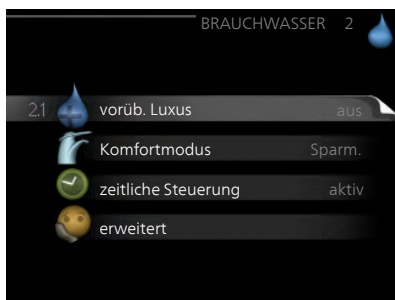 BRAUCHWASSER 2
2.1 vorüb. Luxus aus
Komfortmodus Sparm.
zeitliche Steuerung aktiv
erweitert